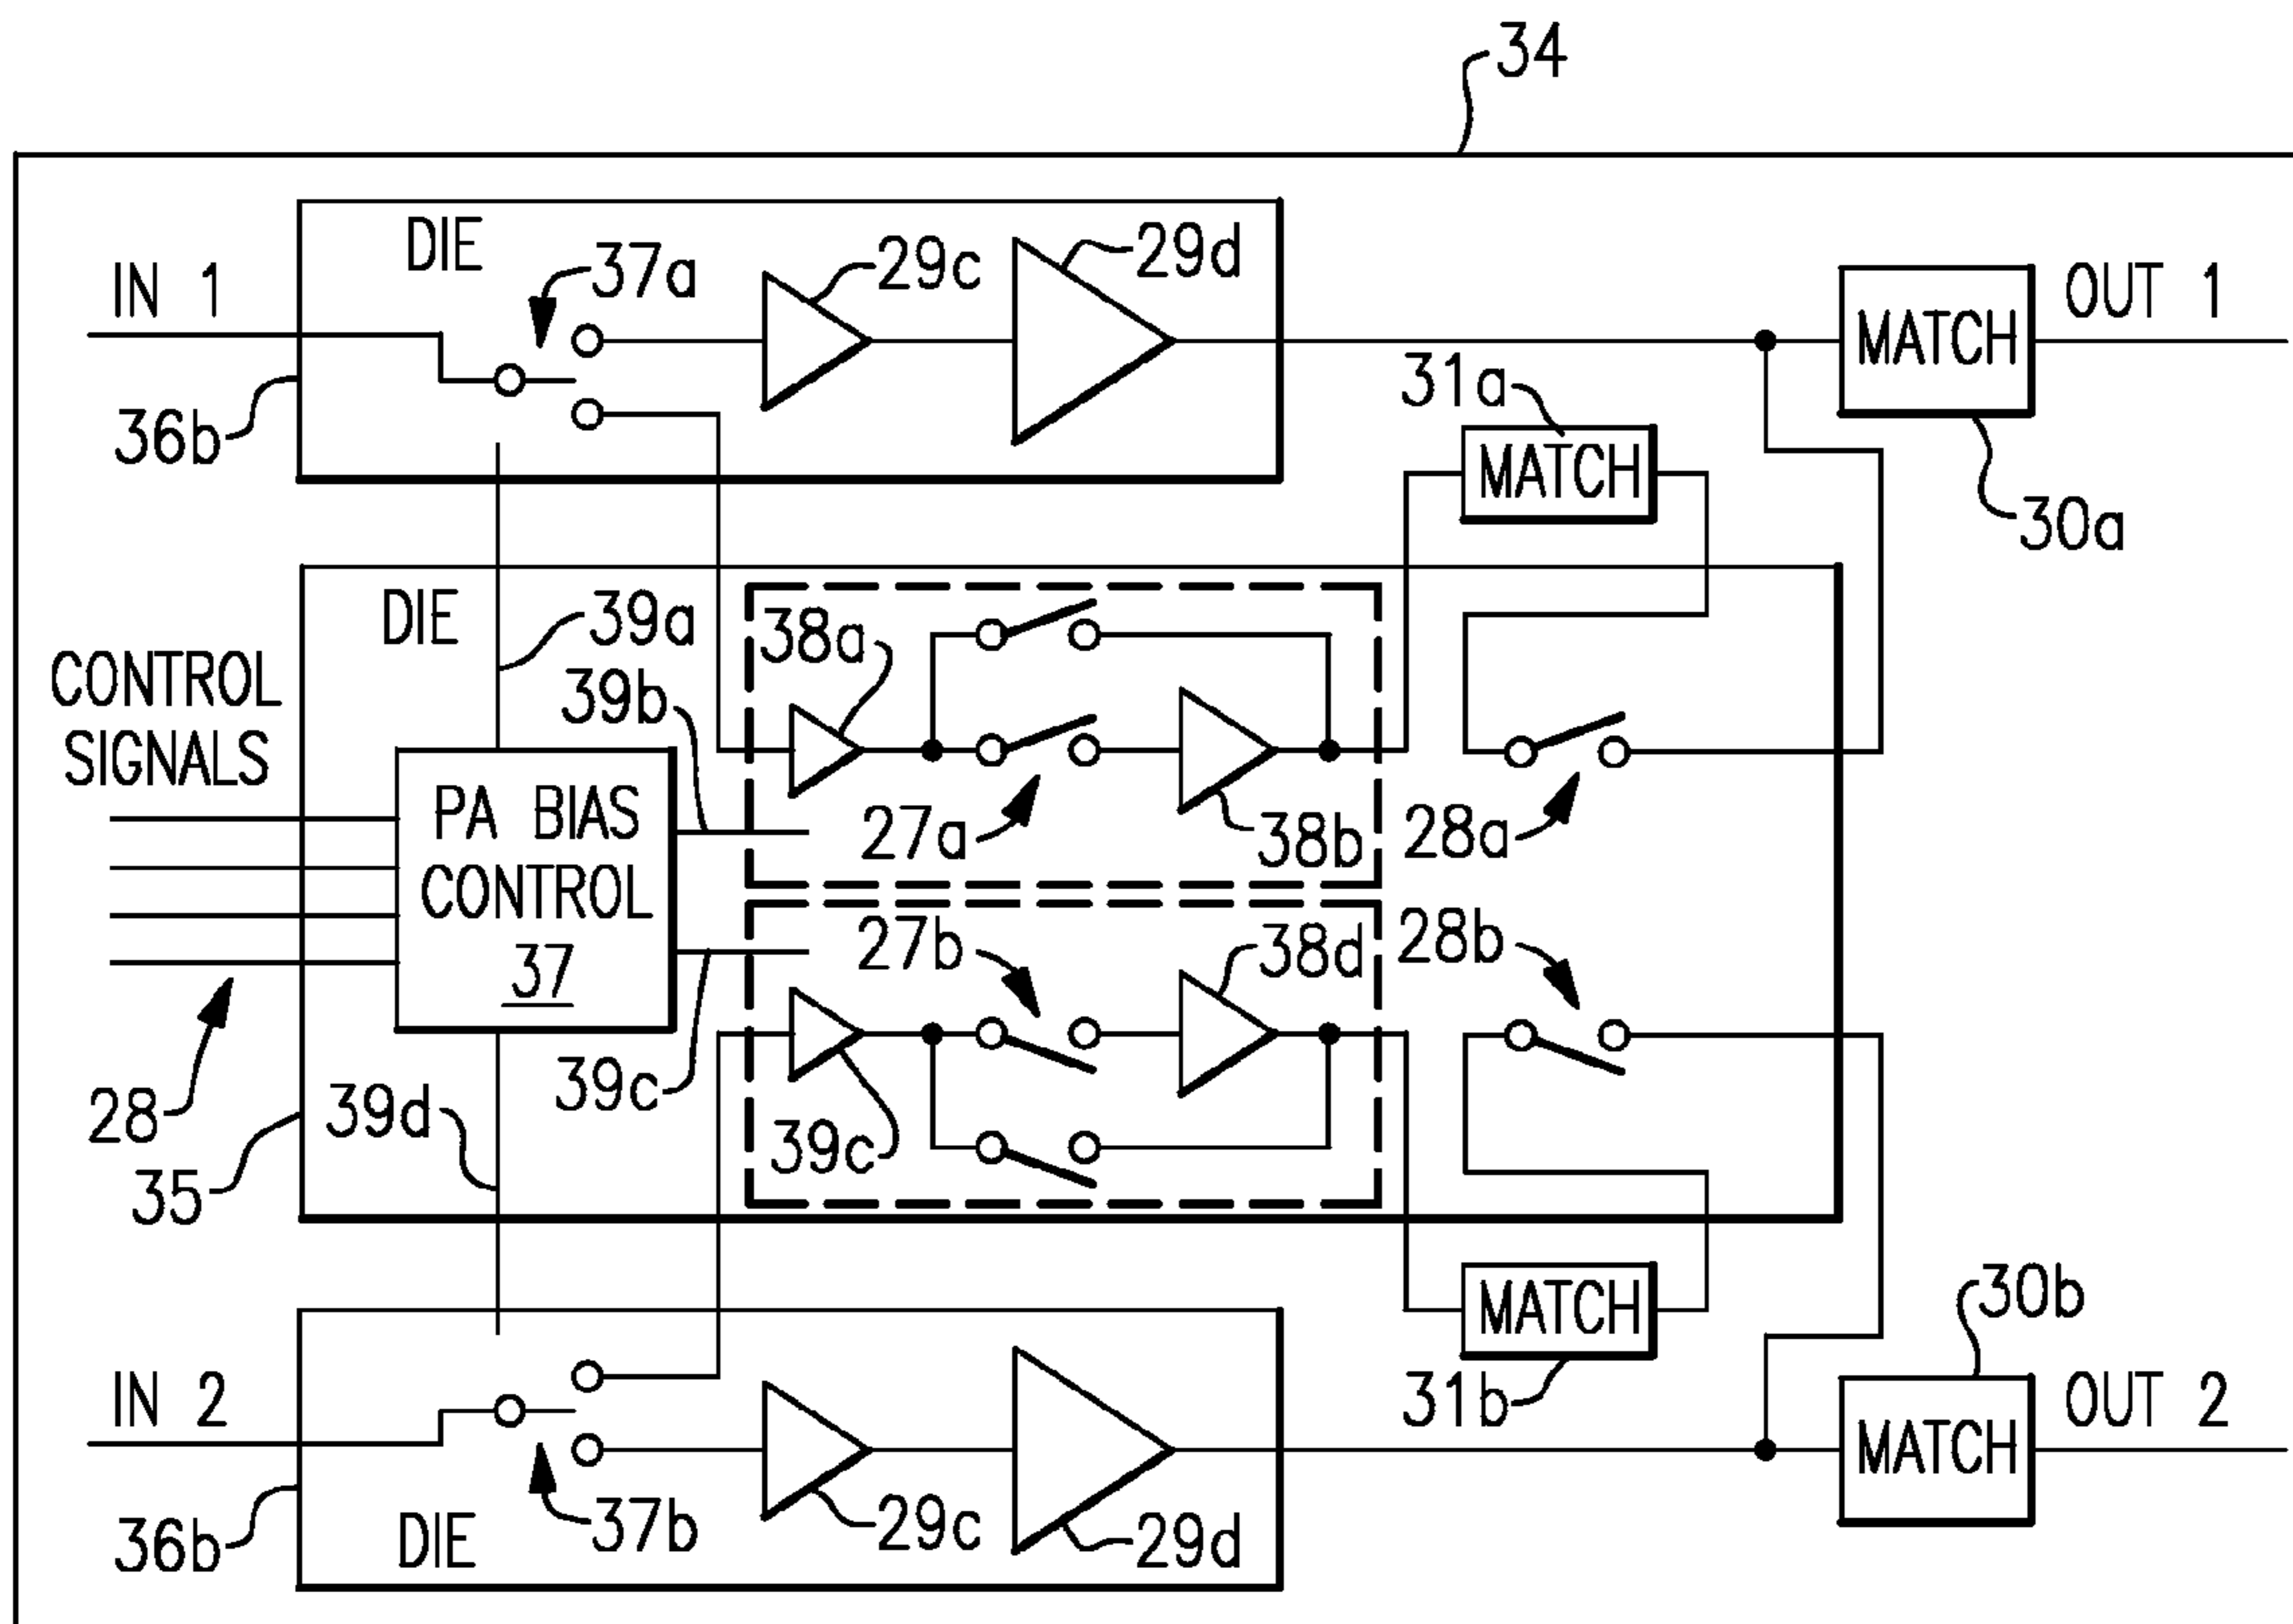 34
DIE
37a
29c
29d
IN 1
OUT 1
MATCH
31a
36b
MATCH
30a
DIE
39a
38a
39b
CONTROL
SIGNALS
PA BIAS
CONTROL
37
27a
38b
28a
27b
38d
28b
28
39d
39c
39c
35
MATCH
30b
IN 2
31b
OUT 2
MATCH
36b
DIE
37b
29c
29d